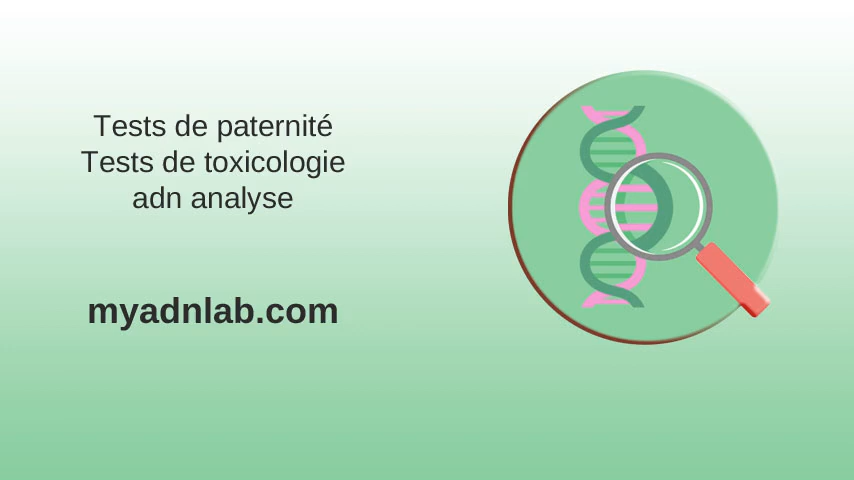 Tests de paternité
Tests de toxicologie
adn analyse
myadnlab.com